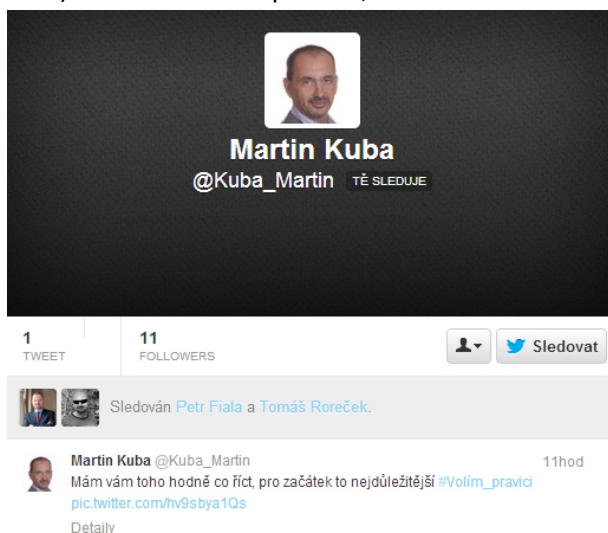 Martin Kuba
@Kuba_Martin TĚ SLEDUJE
1
TWEET
11
FOLLOWERS
Sledovat
Sledován Petr Fiala a Tomáš Roreček.
Martin Kuba @Kuba_Martin 11hod
Mám vám toho hodně co říct, pro začátek to nejdůležitější #Volím_pravici
pic.twitter.com/hv9sbya1Qs
Detaily